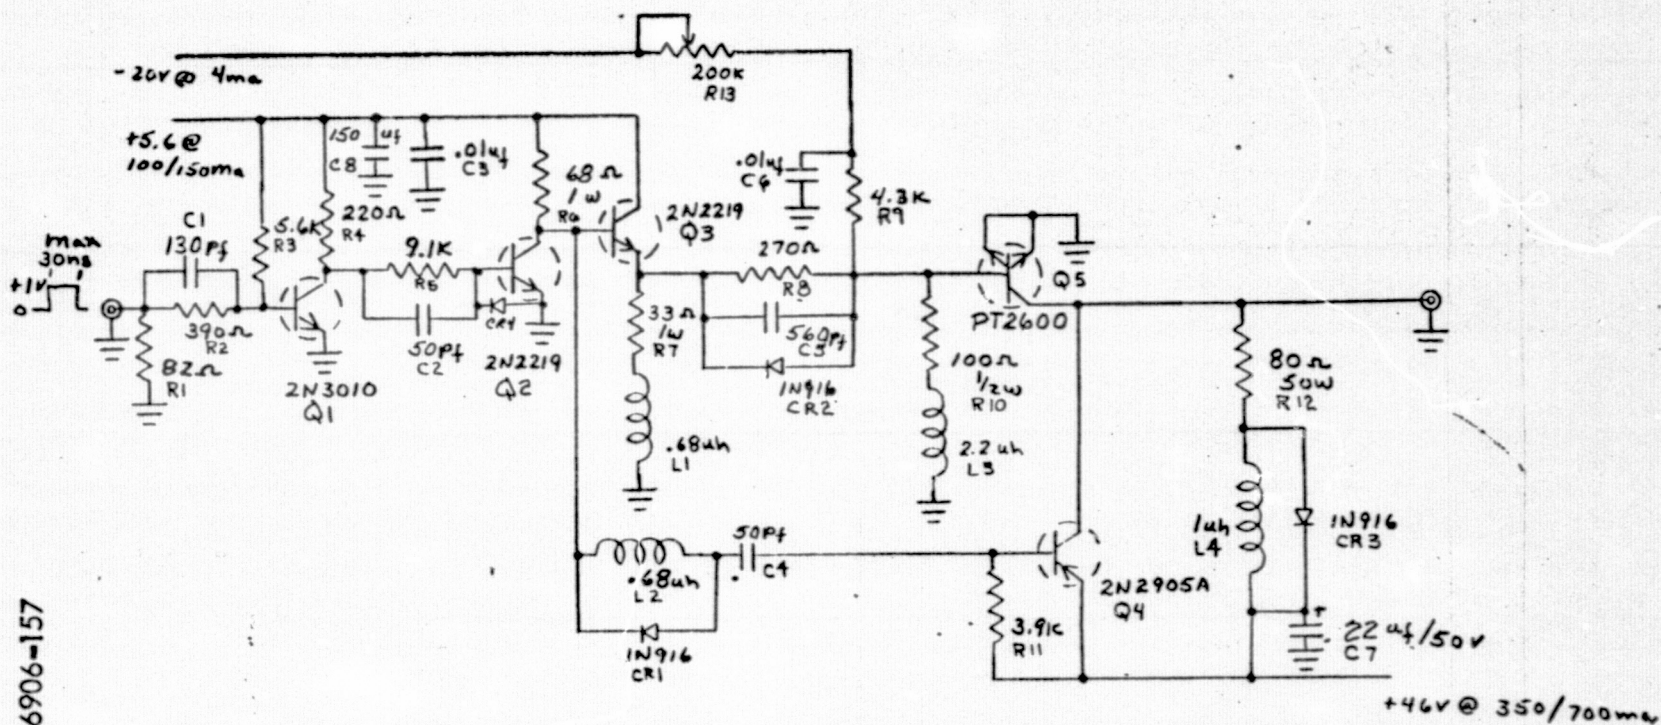 -20v @ 4ma
200K
R13
+5.6 @
100/150ma
150 uf
C8
.01uf
C3
68Ω
1w
R6
2N2219
Q3
.01uf
C6
4.3K
R9
C1
130pf
5.6K
R3
220Ω
R4
9.1K
R5
270Ω
R8
Q5
PT2600
max
30ns
+1v
0
390Ω
R2
82Ω
R1
2N3010
Q1
50pf
C2
CR4
2N2219
Q2
33Ω
1w
R7
560pf
C5
1N916
CR2
100Ω
1/2w
R10
80Ω
50w
R12
.68uh
L1
2.2uh
L3
1uh
L4
1N916
CR3
50pf
C4
.68uh
L2
1N916
CR1
2N2905A
Q4
3.9K
R11
+
22uf/50v
C7
+46v @ 350/700ma
6906-157